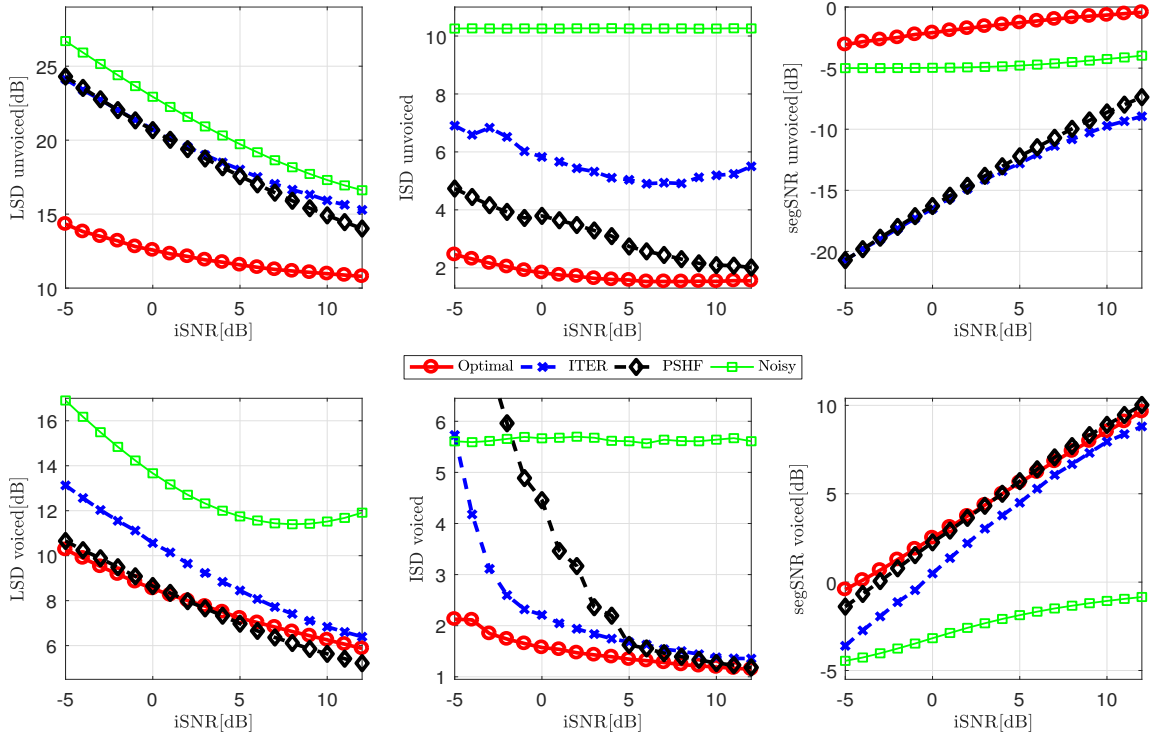 25
20
15
10
-5 0 5 10
LSD unvoiced[dB]
iSNR[dB]
10
8
6
4
2
-5 0 5 10
ISD unvoiced
iSNR[dB]
0
-5
-10
-15
-20
-5 0 5 10
segSNR unvoiced[dB]
iSNR[dB]
Optimal ITER PSHF Noisy
16
14
12
10
8
6
-5 0 5 10
LSD voiced[dB]
iSNR[dB]
6
5
4
3
2
1
-5 0 5 10
ISD voiced
iSNR[dB]
10
5
0
-5
-5 0 5 10
segSNR voiced[dB]
iSNR[dB]